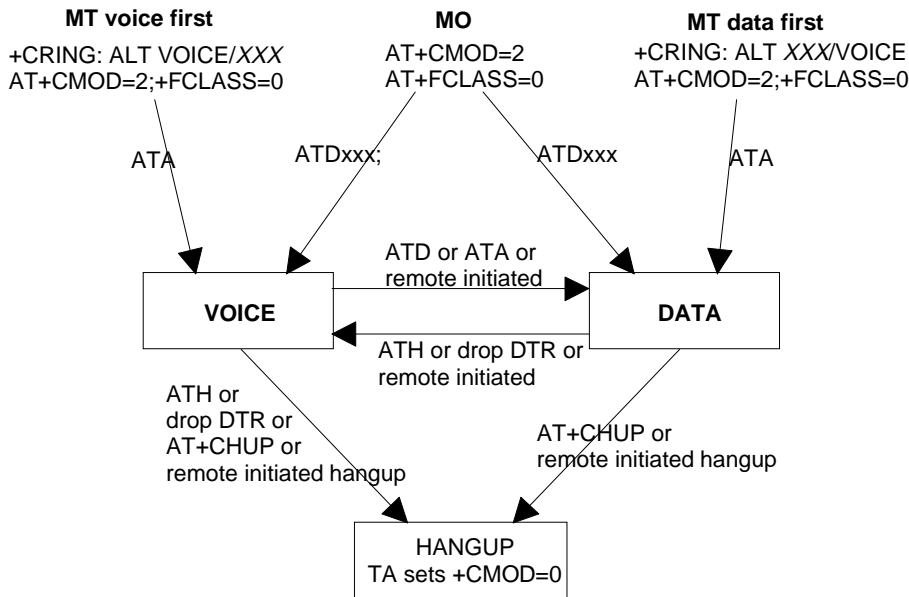 MT voice first
+CRING: ALT VOICE/XXX
AT+CMOD=2;+FCLASS=0
MO
AT+CMOD=2
AT+FCLASS=0
MT data first
+CRING: ALT XXX/VOICE
AT+CMOD=2;+FCLASS=0
ATA
ATDxxx;
ATDxxx
ATA
ATD or ATA or
remote initiated
VOICE
DATA
ATH or drop DTR or
remote initiated
ATH or
drop DTR or
AT+CHUP or
remote initiated hangup
AT+CHUP or
remote initiated hangup
HANGUP
TA sets +CMOD=0